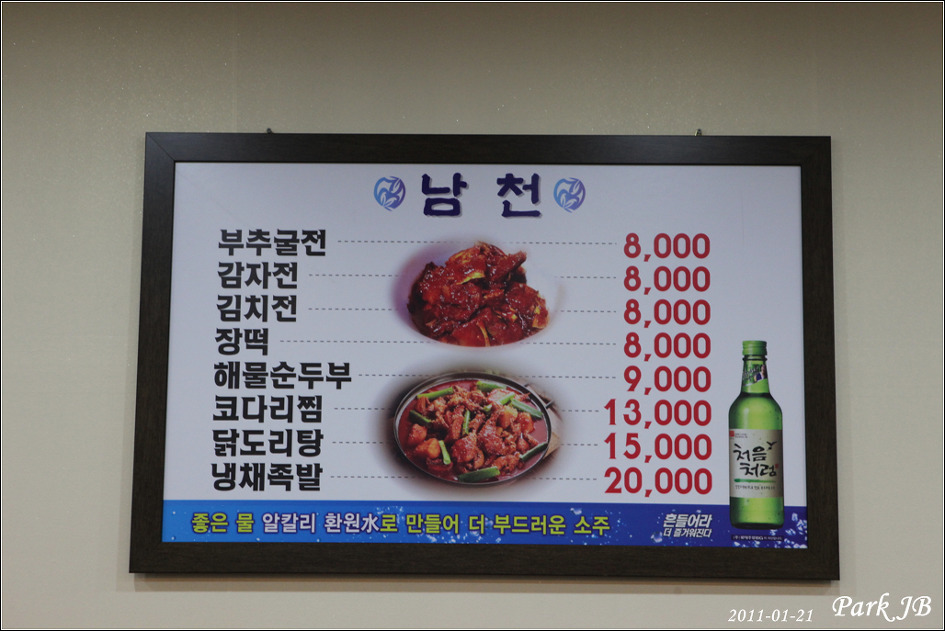 남천
부추굴전 8,000
감자전 8,000
김치전 8,000
장떡 8,000
해물순두부 9,000
코다리찜 13,000
닭도리탕 15,000
냉채족발 20,000
처음
처럼
좋은 물 알칼리 환원水로 만들어 더 부드러운 소주
흔들어라
더 즐거워진다
2011-01-21 Park JB